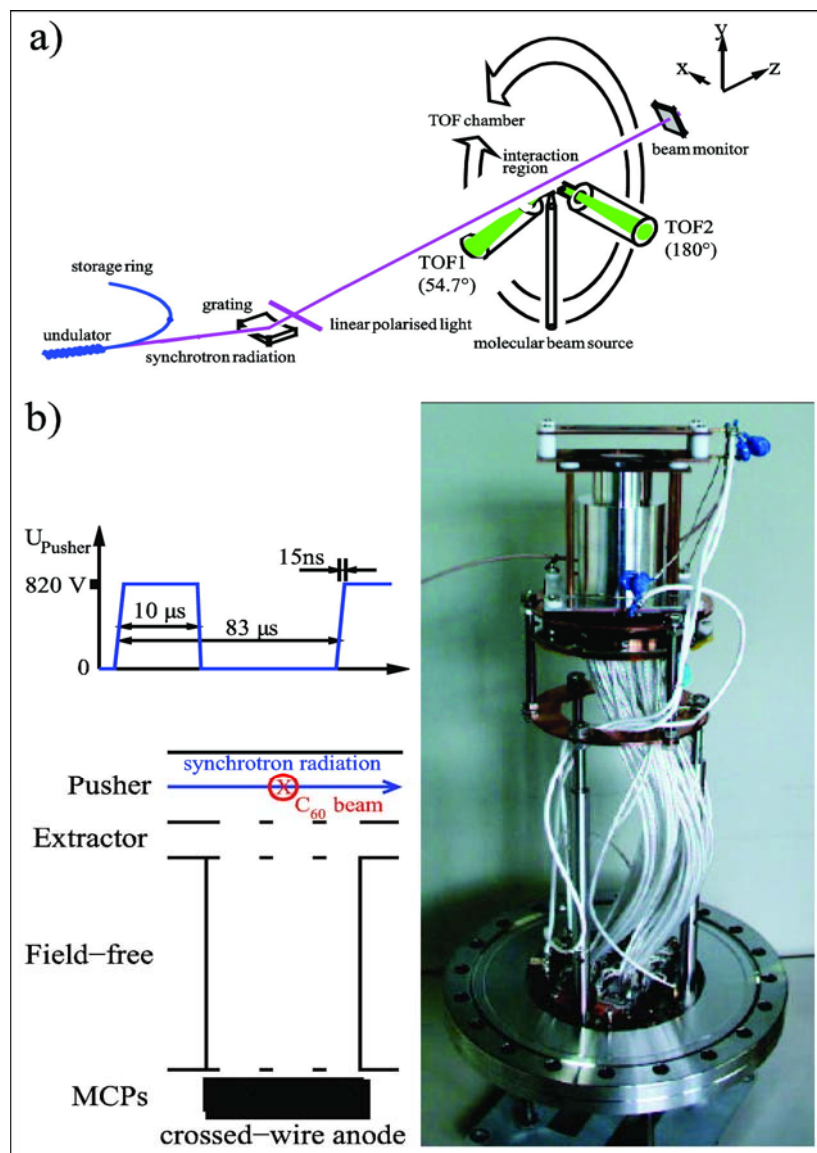 a)
y
x
z
TOF chamber
interaction
region
beam monitor
TOF1
(54.7°)
TOF2
(180°)
storage ring
grating
linear polarised light
undulator
synchrotron radiation
molecular beam source
b)
U Pusher
15ns
820 V
10 μs
83 μs
0
synchrotron radiation
Pusher
X
C60 beam
Extractor
Field-free
MCPs
crossed-wire anode